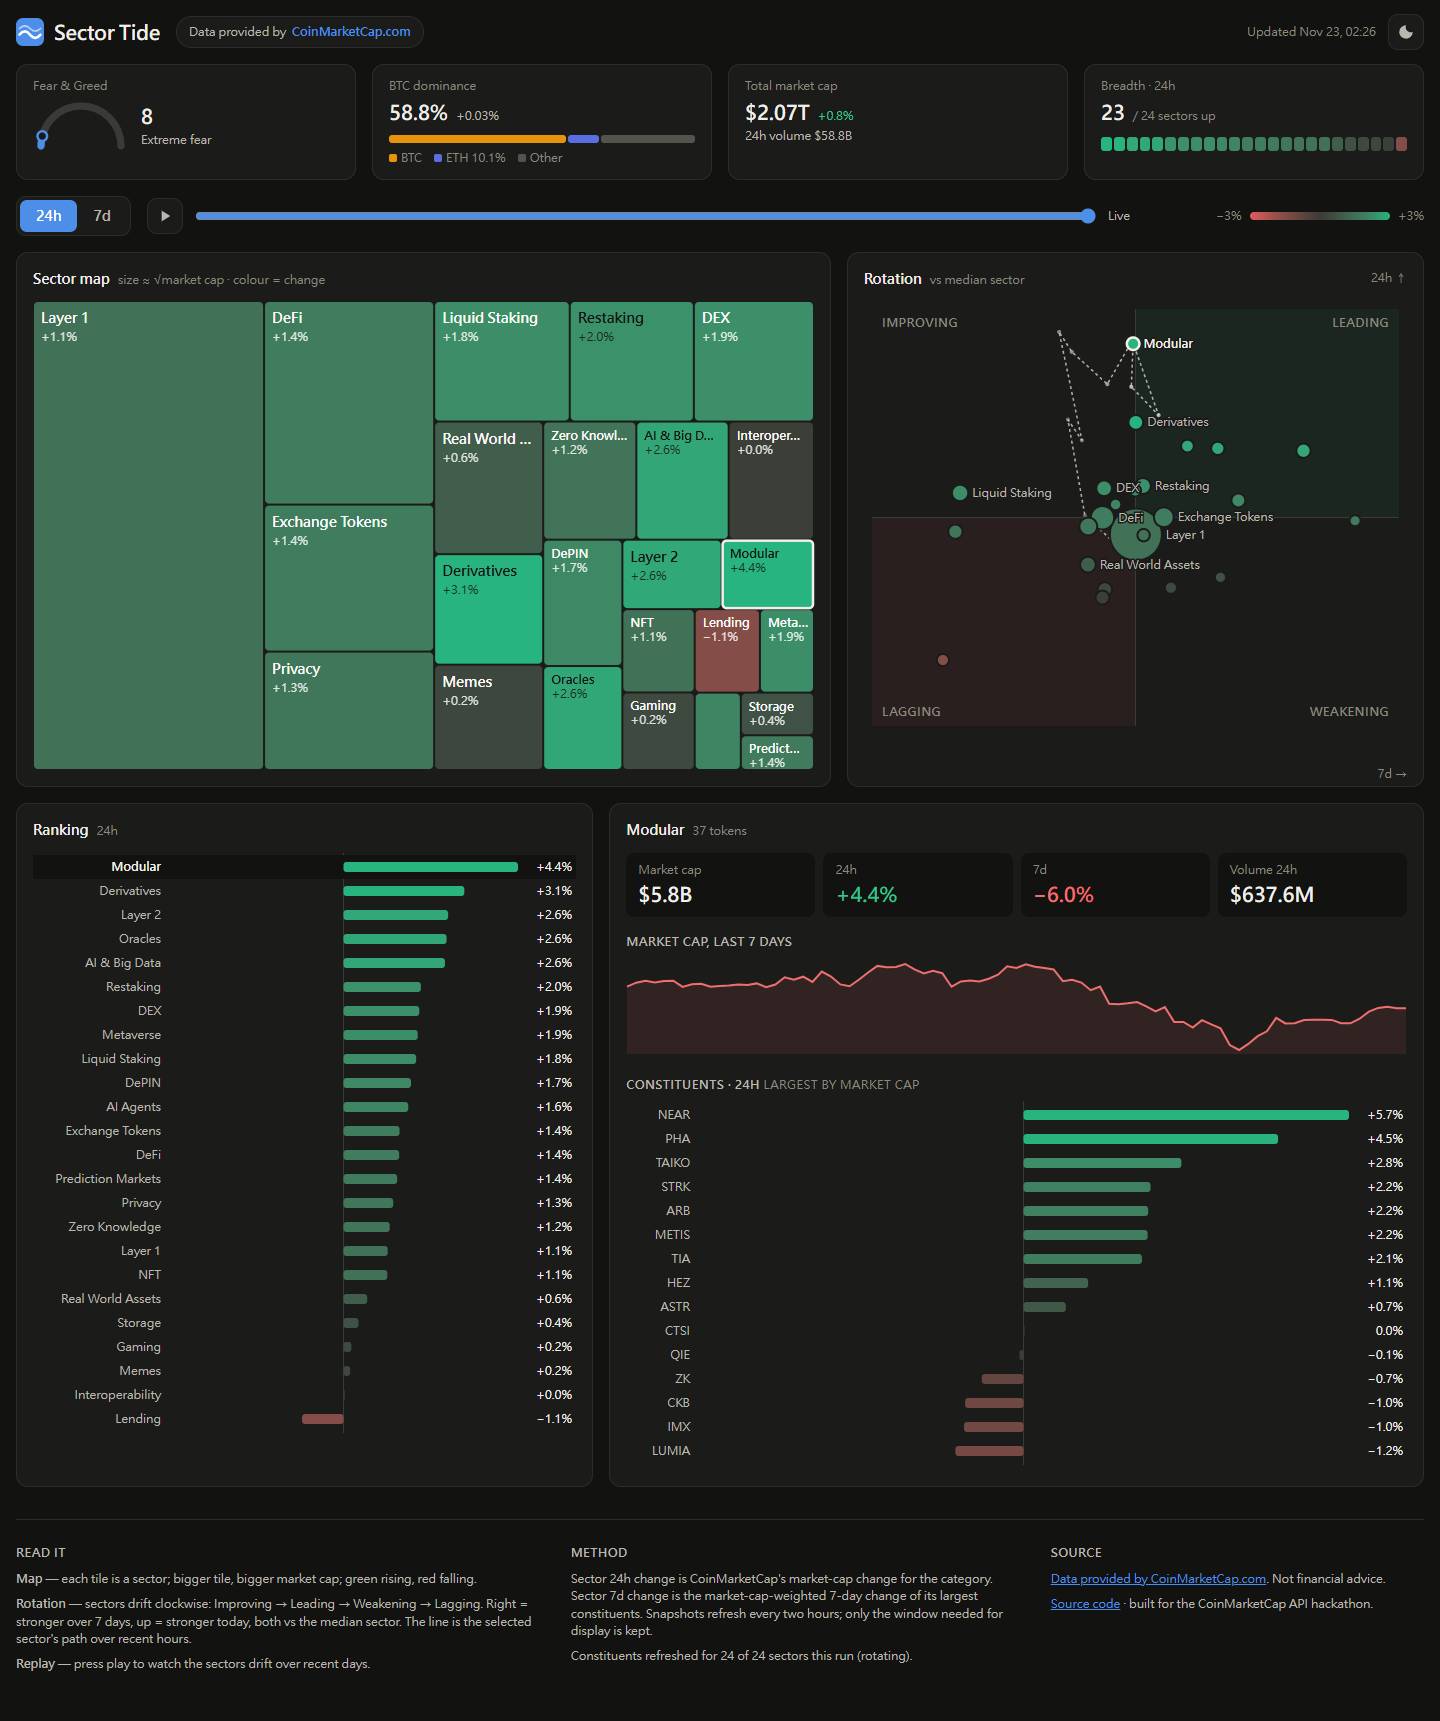 Sector Tide
Data provided by CoinMarketCap.com
Updated Nov 23, 02:26
Fear & Greed
8
Extreme fear
BTC dominance
58.8% +0.03%
BTC ETH 10.1% Other
Total market cap
$2.07T +0.8%
24h volume $58.8B
Breadth · 24h
23 / 24 sectors up
24h 7d
Live
−3% +3%
Sector map size ≈ √market cap · colour = change
Layer 1
+1.1%
DeFi
+1.4%
Liquid Staking
+1.8%
Restaking
+2.0%
DEX
+1.9%
Real World ...
+0.6%
Zero Knowl...
+1.2%
AI & Big D...
+2.6%
Interoper...
+0.0%
Exchange Tokens
+1.4%
Derivatives
+3.1%
DePIN
+1.7%
Layer 2
+2.6%
Modular
+4.4%
NFT
+1.1%
Lending
−1.1%
Meta...
+1.9%
Privacy
+1.3%
Memes
+0.2%
Oracles
+2.6%
Gaming
+0.2%
Storage
+0.4%
Predict...
+1.4%
Rotation vs median sector
24h ↑
IMPROVING
LEADING
Modular
Derivatives
Liquid Staking
DEX
Restaking
DeFi
Exchange Tokens
Layer 1
Real World Assets
LAGGING
WEAKENING
7d →
Ranking 24h
Modular +4.4%
Derivatives +3.1%
Layer 2 +2.6%
Oracles +2.6%
AI & Big Data +2.6%
Restaking +2.0%
DEX +1.9%
Metaverse +1.9%
Liquid Staking +1.8%
DePIN +1.7%
AI Agents +1.6%
Exchange Tokens +1.4%
DeFi +1.4%
Prediction Markets +1.4%
Privacy +1.3%
Zero Knowledge +1.2%
Layer 1 +1.1%
NFT +1.1%
Real World Assets +0.6%
Storage +0.4%
Gaming +0.2%
Memes +0.2%
Interoperability +0.0%
Lending −1.1%
Modular 37 tokens
Market cap
$5.8B
24h
+4.4%
7d
−6.0%
Volume 24h
$637.6M
MARKET CAP, LAST 7 DAYS
CONSTITUENTS · 24H LARGEST BY MARKET CAP
NEAR +5.7%
PHA +4.5%
TAIKO +2.8%
STRK +2.2%
ARB +2.2%
METIS +2.2%
TIA +2.1%
HEZ +1.1%
ASTR +0.7%
CTSI 0.0%
QIE −0.1%
ZK −0.7%
CKB −1.0%
IMX −1.0%
LUMIA −1.2%
READ IT
Map — each tile is a sector; bigger tile, bigger market cap; green rising, red falling.
Rotation — sectors drift clockwise: Improving → Leading → Weakening → Lagging. Right =
stronger over 7 days, up = stronger today, both vs the median sector. The line is the selected
sector's path over recent hours.
Replay — press play to watch the sectors drift over recent days.
METHOD
Sector 24h change is CoinMarketCap's market-cap change for the category.
Sector 7d change is the market-cap-weighted 7-day change of its largest
constituents. Snapshots refresh every two hours; only the window needed for
display is kept.
Constituents refreshed for 24 of 24 sectors this run (rotating).
SOURCE
Data provided by CoinMarketCap.com. Not financial advice.
Source code · built for the CoinMarketCap API hackathon.